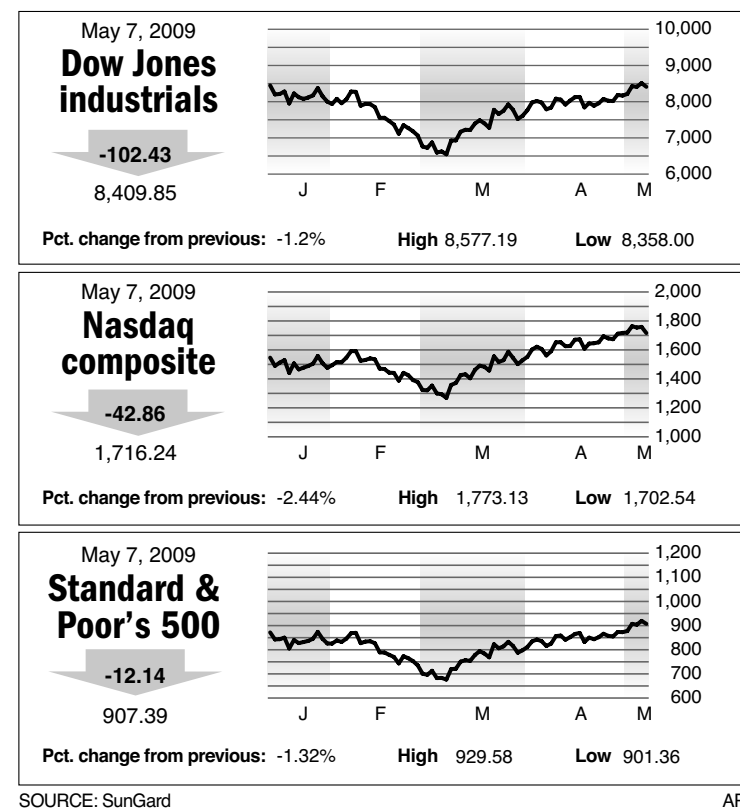 May 7, 2009
Dow Jones
industrials
-102.43
8,409.85
10,000
9,000
8,000
7,000
6,000
J F M A M
Pct. change from previous: -1.2% High 8,577.19 Low 8,358.00
May 7, 2009
Nasdaq
composite
-42.86
1,716.24
2,000
1,800
1,600
1,400
1,200
1,000
J F M A M
Pct. change from previous: -2.44% High 1,773.13 Low 1,702.54
May 7, 2009
Standard &
Poor's 500
-12.14
907.39
1,200
1,100
1,000
900
800
700
600
J F M A M
Pct. change from previous: -1.32% High 929.58 Low 901.36
SOURCE: SunGard AP